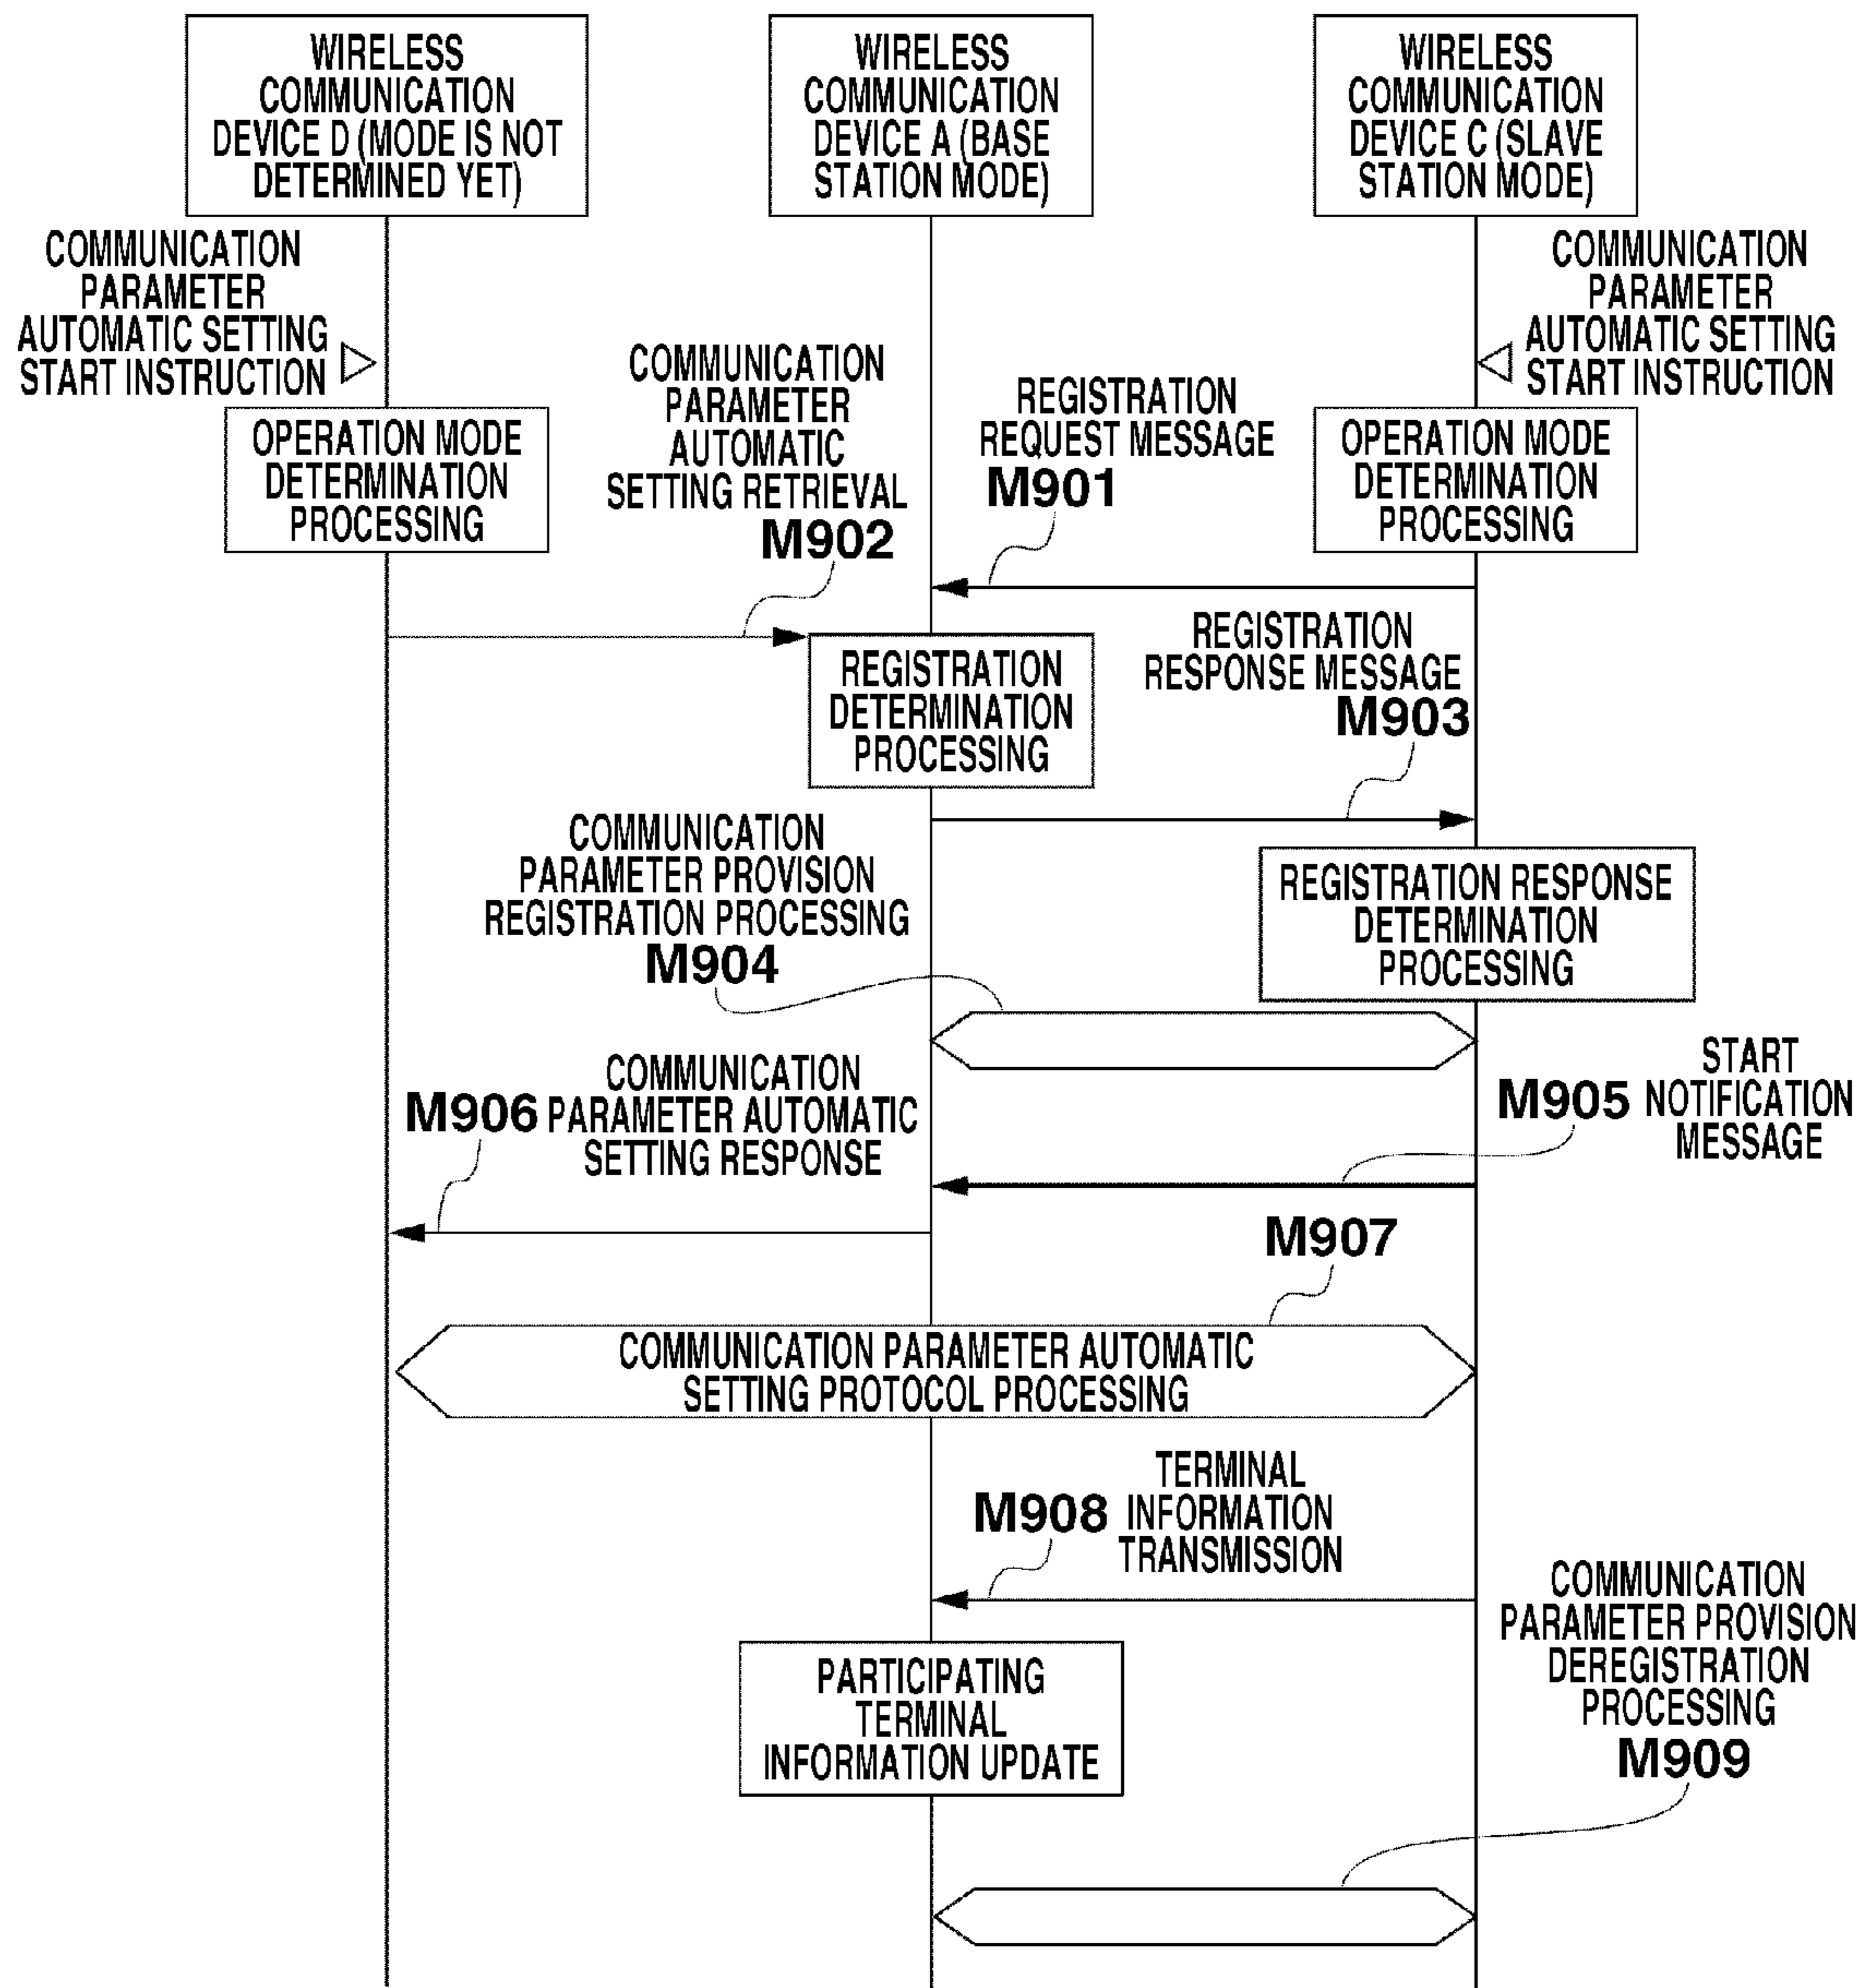 WIRELESS
COMMUNICATION
DEVICE D (MODE IS NOT
DETERMINED YET)
WIRELESS
COMMUNICATION
DEVICE A (BASE
STATION MODE)
WIRELESS
COMMUNICATION
DEVICE C (SLAVE
STATION MODE)
COMMUNICATION
PARAMETER
AUTOMATIC SETTING
START INSTRUCTION
COMMUNICATION
PARAMETER
AUTOMATIC SETTING
START INSTRUCTION
OPERATION MODE
DETERMINATION
PROCESSING
COMMUNICATION
PARAMETER
AUTOMATIC
SETTING RETRIEVAL
M902
REGISTRATION
REQUEST MESSAGE
M901
OPERATION MODE
DETERMINATION
PROCESSING
REGISTRATION
DETERMINATION
PROCESSING
REGISTRATION
RESPONSE MESSAGE
M903
COMMUNICATION
PARAMETER PROVISION
REGISTRATION PROCESSING
M904
REGISTRATION RESPONSE
DETERMINATION
PROCESSING
M906
COMMUNICATION
PARAMETER AUTOMATIC
SETTING RESPONSE
M905
START
NOTIFICATION
MESSAGE
M907
COMMUNICATION PARAMETER AUTOMATIC
SETTING PROTOCOL PROCESSING
M908
TERMINAL
INFORMATION
TRANSMISSION
PARTICIPATING
TERMINAL
INFORMATION UPDATE
COMMUNICATION
PARAMETER PROVISION
DEREGISTRATION
PROCESSING
M909